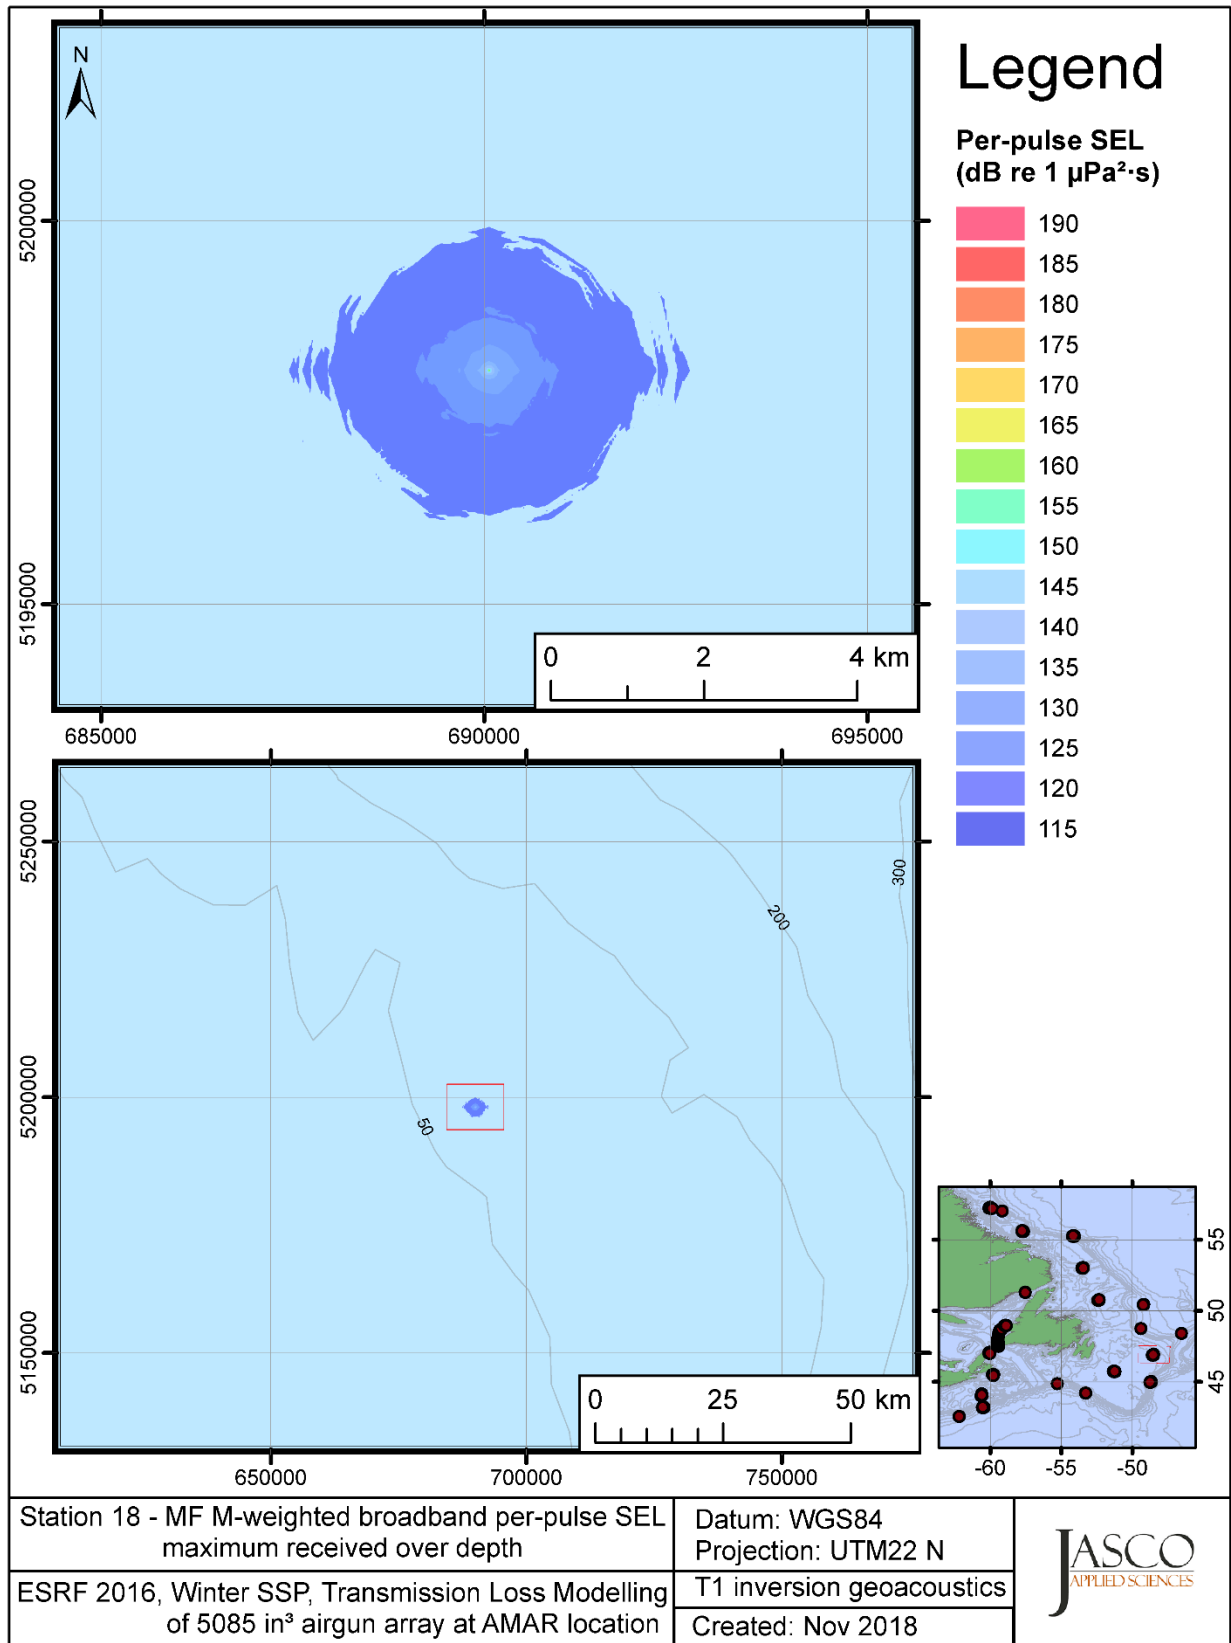 N
5200000
5195000
0 2 4 km
685000 690000 695000
Legend
Per-pulse SEL
(dB re 1 µPa²·s)
190
185
180
175
170
165
160
155
150
145
140
135
130
125
120
115
5250000
5200000
5150000
300
200
50
0 25 50 km
650000 700000 750000
55
50
45
-60 -55 -50
Station 18 - MF M-weighted broadband per-pulse SEL
maximum received over depth
ESRF 2016, Winter SSP, Transmission Loss Modelling
of 5085 in³ airgun array at AMAR location
Datum: WGS84
Projection: UTM22 N
T1 inversion geoacoustics
Created: Nov 2018
JASCO
APPLIED SCIENCES